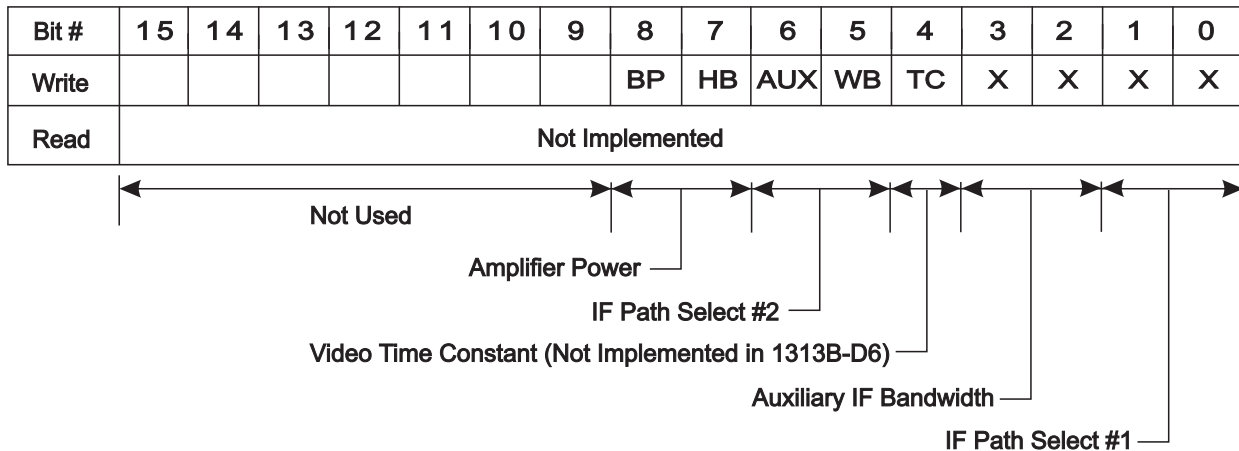 Bit # 15 14 13 12 11 10 9 8 7 6 5 4 3 2 1 0
Write BP HB AUX WB TC X X X X
Read Not Implemented
Not Used
Amplifier Power
IF Path Select #2
Video Time Constant (Not Implemented in 1313B-D6)
Auxiliary IF Bandwidth
IF Path Select #1